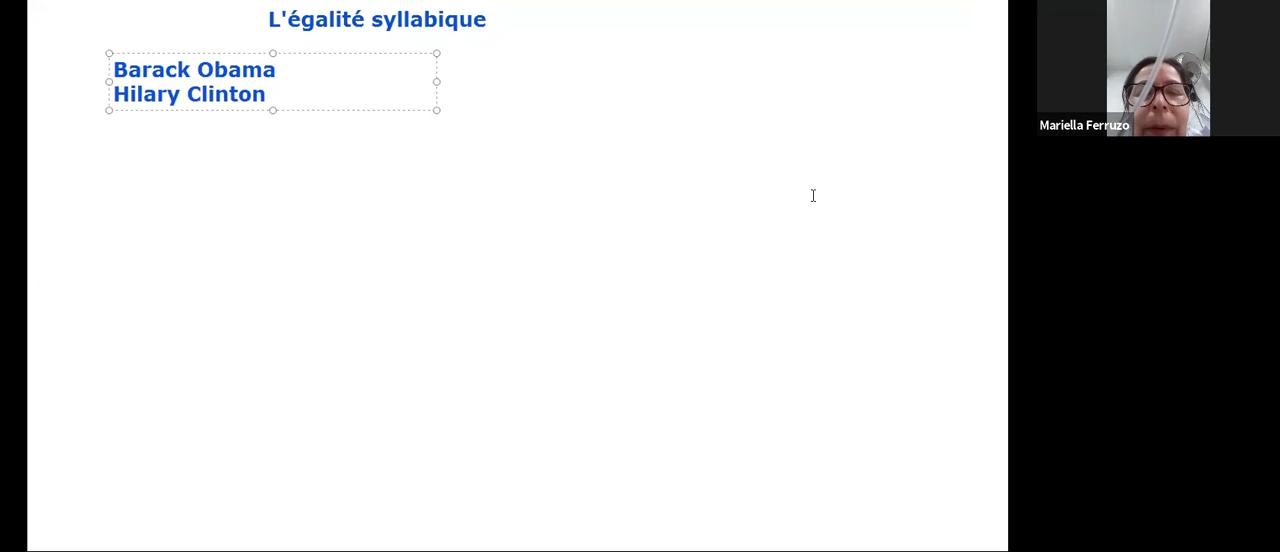 L'égalité syllabique
Barack Obama
Hilary Clinton
Mariella Ferruzo